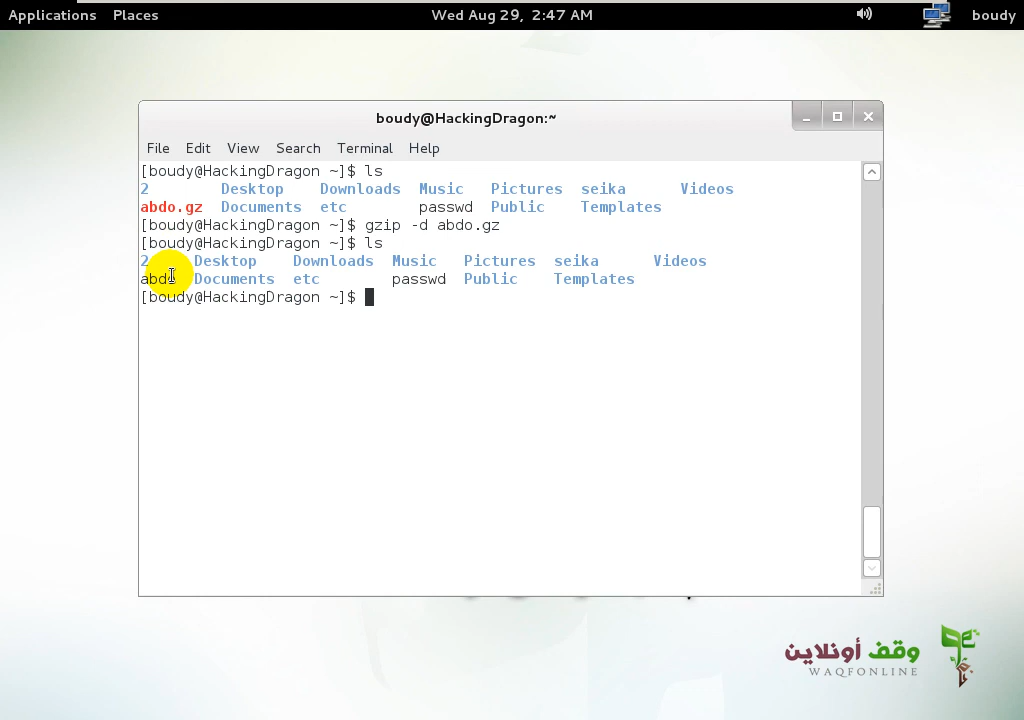 Applications Places Wed Aug 29, 2:47 AM boudy
boudy@HackingDragon:~
File Edit View Search Terminal Help
[boudy@HackingDragon ~]$ ls
2 Desktop Downloads Music Pictures seika Videos
abdo.gz Documents etc passwd Public Templates
[boudy@HackingDragon ~]$ gzip -d abdo.gz
[boudy@HackingDragon ~]$ ls
2 Desktop Downloads Music Pictures seika Videos
abdo Documents etc passwd Public Templates
[boudy@HackingDragon ~]$
وقف أونلاين
WAQFONLINE